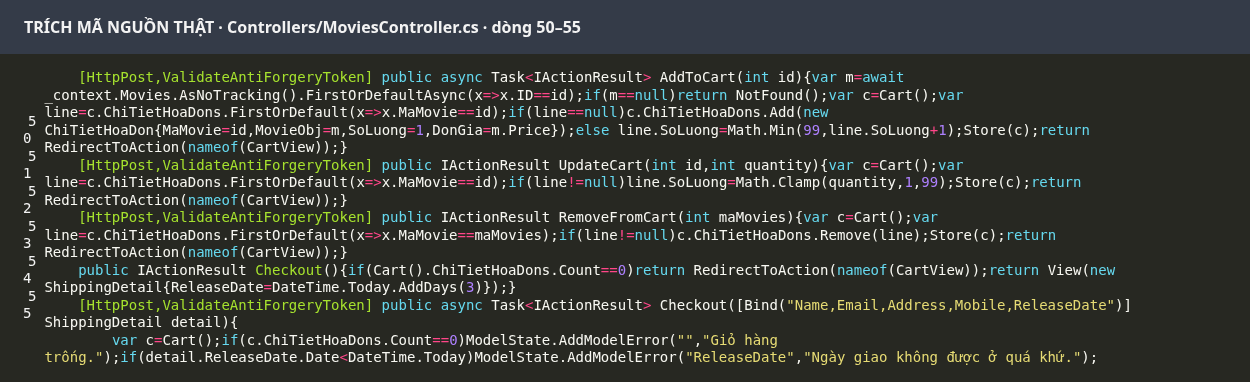 TRÍCH MÃ NGUỒN THẬT · Controllers/MoviesController.cs · dòng 50–55
[HttpPost,ValidateAntiForgeryToken] public async Task<IActionResult> AddToCart(int id){var m=await
_context.Movies.AsNoTracking().FirstOrDefaultAsync(x=>x.ID==id);if(m==null)return NotFound();var c=Cart();var
line=c.ChiTietHoaDons.FirstOrDefault(x=>x.MaMovie==id);if(line==null)c.ChiTietHoaDons.Add(new
ChiTietHoaDon{MaMovie=id,MovieObj=m,SoLuong=1,DonGia=m.Price});else line.SoLuong=Math.Min(99,line.SoLuong+1);Store(c);return
RedirectToAction(nameof(CartView));}
[HttpPost,ValidateAntiForgeryToken] public IActionResult UpdateCart(int id,int quantity){var c=Cart();var
line=c.ChiTietHoaDons.FirstOrDefault(x=>x.MaMovie==id);if(line!=null)line.SoLuong=Math.Clamp(quantity,1,99);Store(c);return
RedirectToAction(nameof(CartView));}
[HttpPost,ValidateAntiForgeryToken] public IActionResult RemoveFromCart(int maMovies){var c=Cart();var
line=c.ChiTietHoaDons.FirstOrDefault(x=>x.MaMovie==maMovies);if(line!=null)c.ChiTietHoaDons.Remove(line);Store(c);return
RedirectToAction(nameof(CartView));}
public IActionResult Checkout(){if(Cart().ChiTietHoaDons.Count==0)return RedirectToAction(nameof(CartView));return View(new
ShippingDetail{ReleaseDate=DateTime.Today.AddDays(3)});}
[HttpPost,ValidateAntiForgeryToken] public async Task<IActionResult> Checkout([Bind("Name,Email,Address,Mobile,ReleaseDate")]
ShippingDetail detail){
var c=Cart();if(c.ChiTietHoaDons.Count==0)ModelState.AddModelError("","Giỏ hàng
trống.");if(detail.ReleaseDate.Date<DateTime.Today)ModelState.AddModelError("ReleaseDate","Ngày giao không được ở quá khứ.");
5
0
5
1
5
2
5
3
5
4
5
5